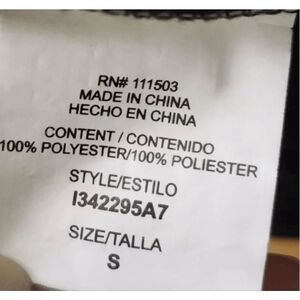 RN# 111503
MADE IN CHINA
HECHO EN CHINA
CONTENT / CONTENIDO
100% POLYESTER/100% POLIESTER
STYLE/ESTILO
I342295A7
SIZE/TALLA
S